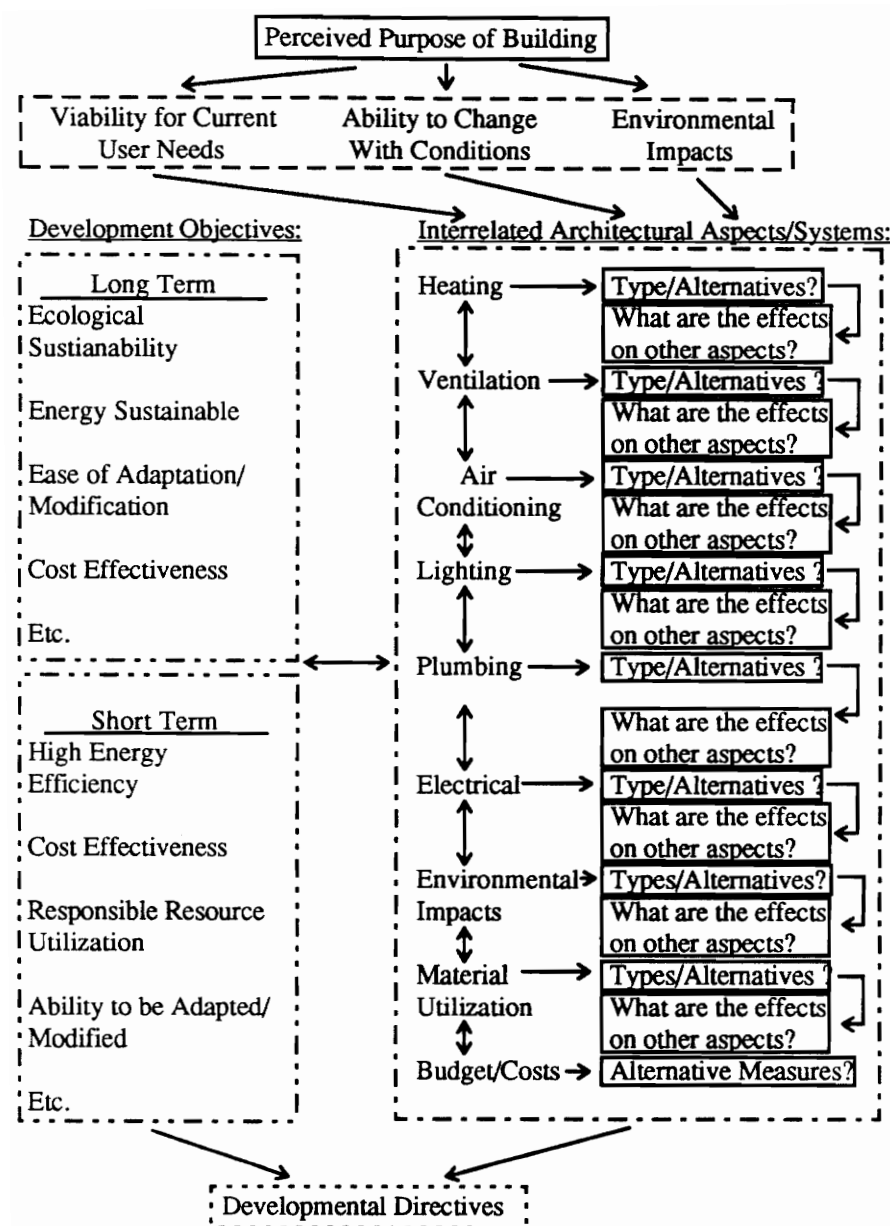 Perceived Purpose of Building
Viability for Current
User Needs
Ability to Change
With Conditions
Environmental
Impacts
Development Objectives:
Long Term
Ecological
Sustianability
Energy Sustainable
Ease of Adaptation/
Modification
Cost Effectiveness
Etc.
Short Term
High Energy
Efficiency
Cost Effectiveness
Responsible Resource
Utilization
Ability to be Adapted/
Modified
Etc.
Interrelated Architectural Aspects/Systems:
Heating
Type/Alternatives?
What are the effects
on other aspects?
Ventilation
Type/Alternatives ?
What are the effects
on other aspects?
Air
Conditioning
Type/Alternatives ?
What are the effects
on other aspects?
Lighting
Type/Alternatives ?
What are the effects
on other aspects?
Plumbing
Type/Alternatives ?
What are the effects
on other aspects?
Electrical
Type/Alternatives ?
What are the effects
on other aspects?
Environmental
Impacts
Types/Alternatives?
What are the effects
on other aspects?
Material
Utilization
Types/Alternatives ?
What are the effects
on other aspects?
Budget/Costs
Alternative Measures?
Developmental Directives